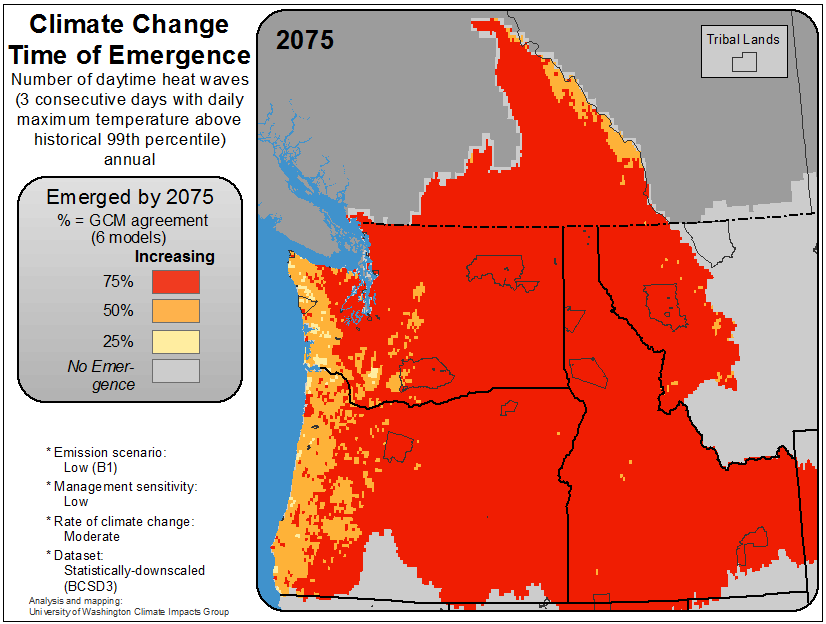 Climate Change
Time of Emergence
Number of daytime heat waves
(3 consecutive days with daily
maximum temperature above
historical 99th percentile)
annual
Emerged by 2075
% = GCM agreement
(6 models)
Increasing
75%
50%
25%
No Emer-
gence
* Emission scenario:
Low (B1)
* Management sensitivity:
Low
* Rate of climate change:
Moderate
* Dataset:
Statistically-downscaled
(BCSD3)
Analysis and mapping:
University of Washington Climate Impacts Group
2075
Tribal Lands